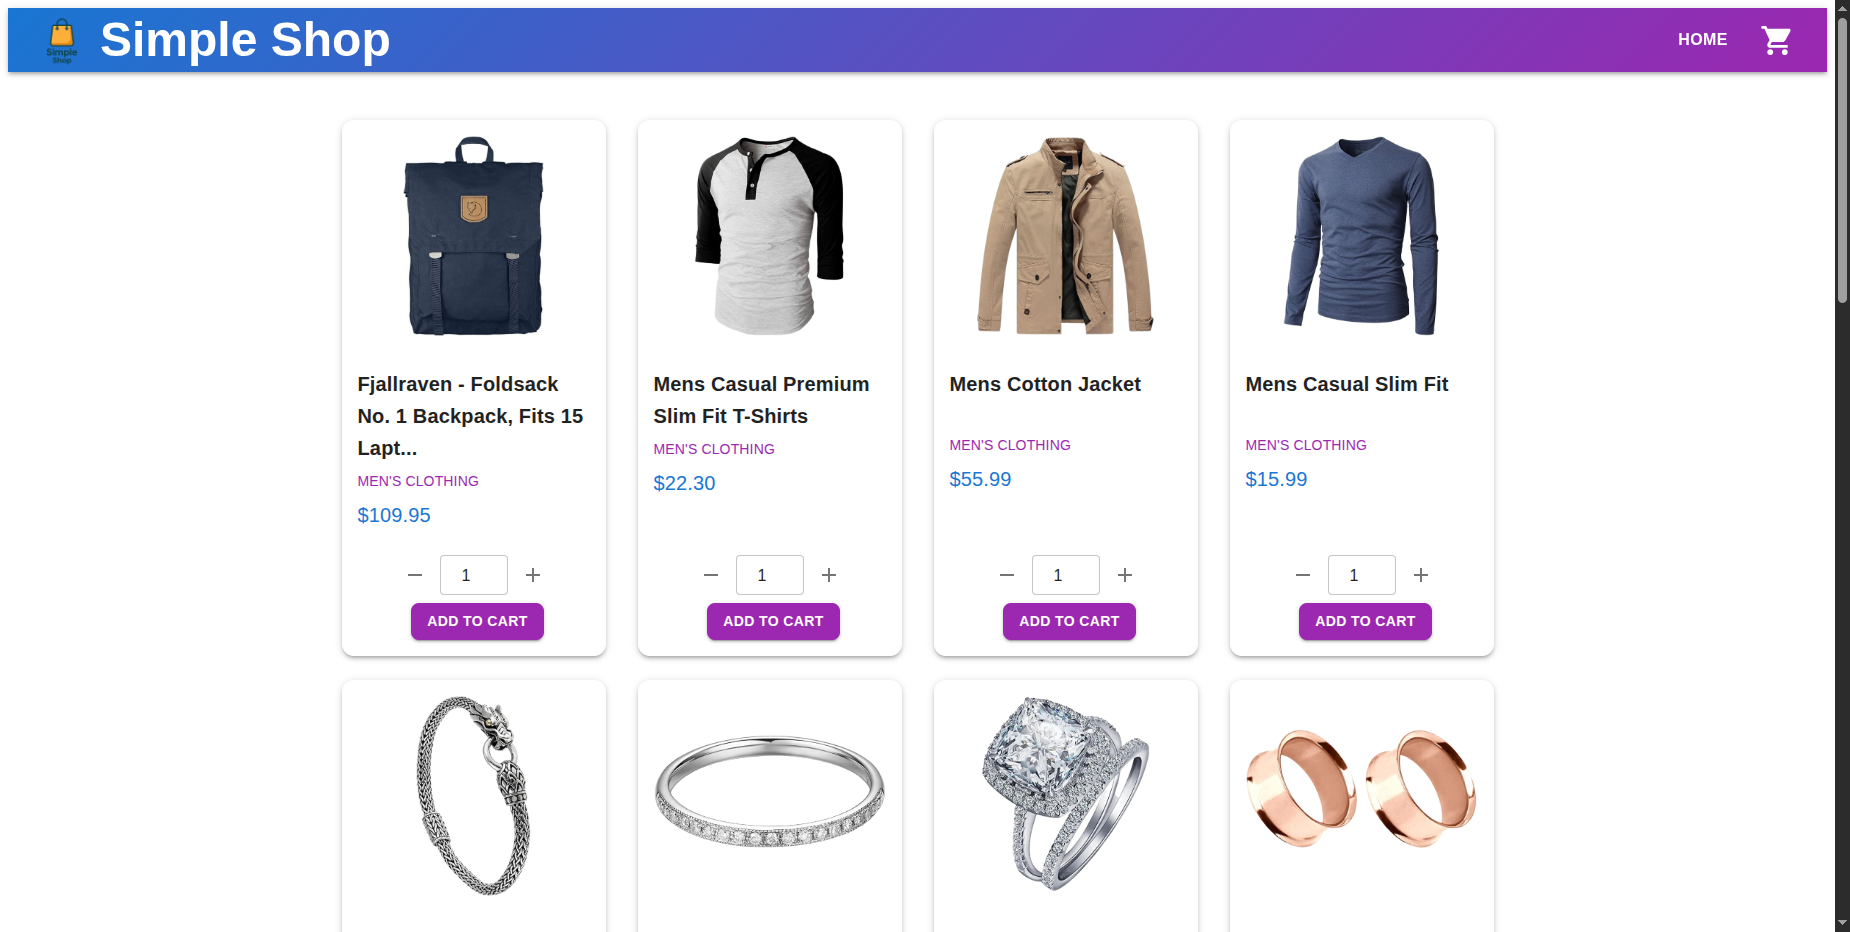 Simple
Shop
Simple Shop
HOME
Fjallraven - Foldsack
No. 1 Backpack, Fits 15
Lapt...
MEN'S CLOTHING
$109.95
1
ADD TO CART
Mens Casual Premium
Slim Fit T-Shirts
MEN'S CLOTHING
$22.30
1
ADD TO CART
Mens Cotton Jacket
MEN'S CLOTHING
$55.99
1
ADD TO CART
Mens Casual Slim Fit
MEN'S CLOTHING
$15.99
1
ADD TO CART